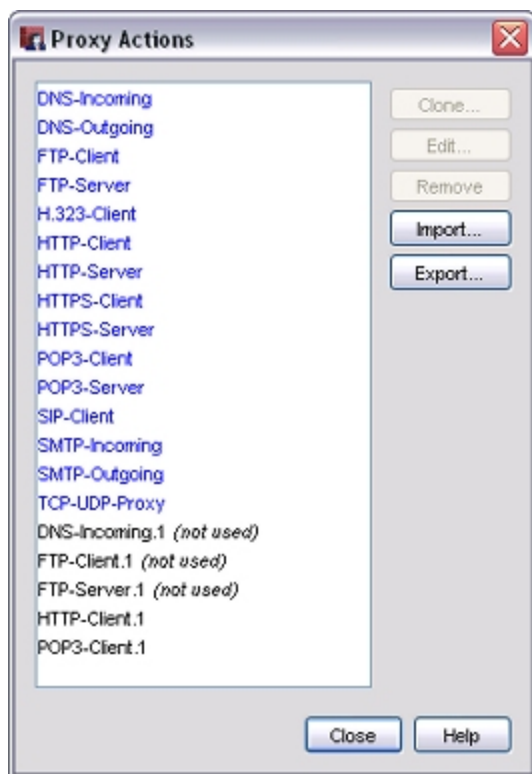 Proxy Actions
DNS-Incoming
DNS-Outgoing
FTP-Client
FTP-Server
H.323-Client
HTTP-Client
HTTP-Server
HTTPS-Client
HTTPS-Server
POP3-Client
POP3-Server
SIP-Client
SMTP-Incoming
SMTP-Outgoing
TCP-UDP-Proxy
DNS-Incoming.1 (not used)
FTP-Client.1 (not used)
FTP-Server.1 (not used)
HTTP-Client.1
POP3-Client.1
Clone...
Edit...
Remove
Import...
Export...
Close
Help